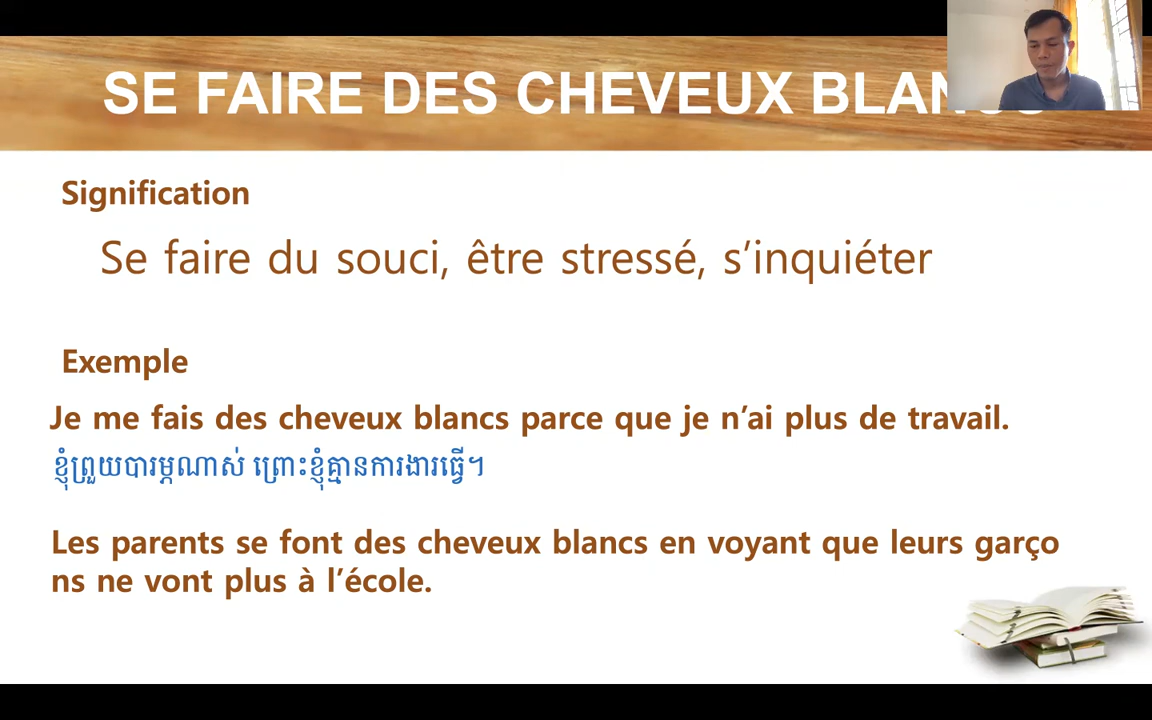 SE FAIRE DES CHEVEUX BLANCS
Signification
Se faire du souci, être stressé, s’inquiéter
Exemple
Je me fais des cheveux blancs parce que je n’ai plus de travail.
ខ្ញុំព្រួយបារម្ភណាស់ ព្រោះខ្ញុំគ្មានការងារធ្វើ។
Les parents se font des cheveux blancs en voyant que leurs garço
ns ne vont plus à l’école.